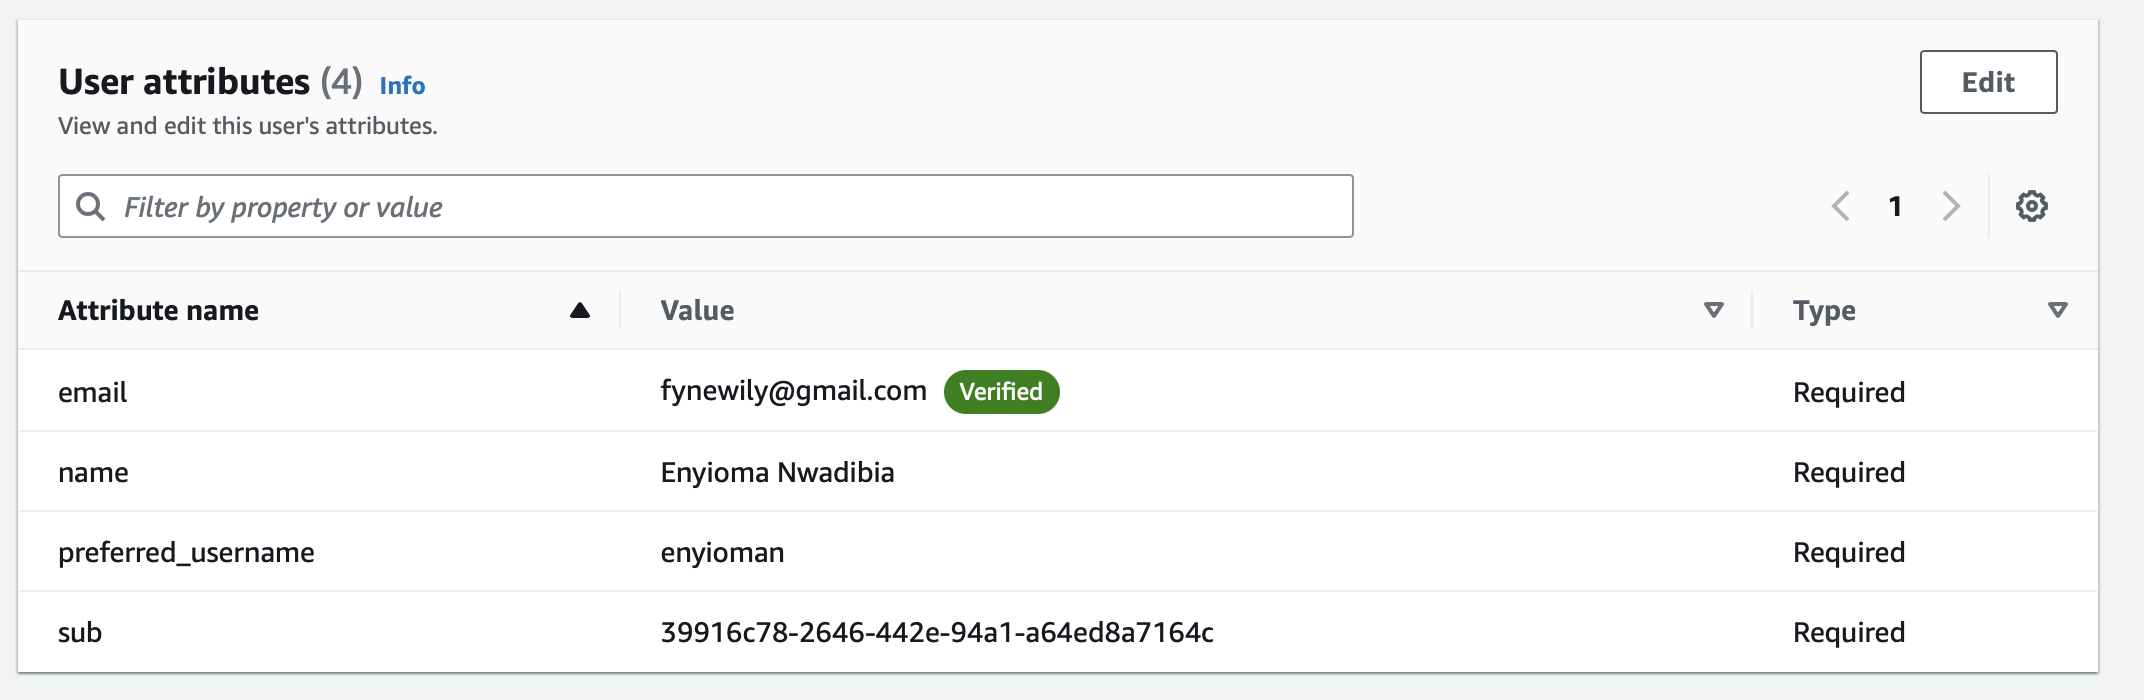 User attributes (4) Info
Edit
View and edit this user's attributes.
Filter by property or value
1
Attribute name Value Type
email fynewily@gmail.com Verified Required
name Enyioma Nwadibia Required
preferred_username enyioman Required
sub 39916c78-2646-442e-94a1-a64ed8a7164c Required